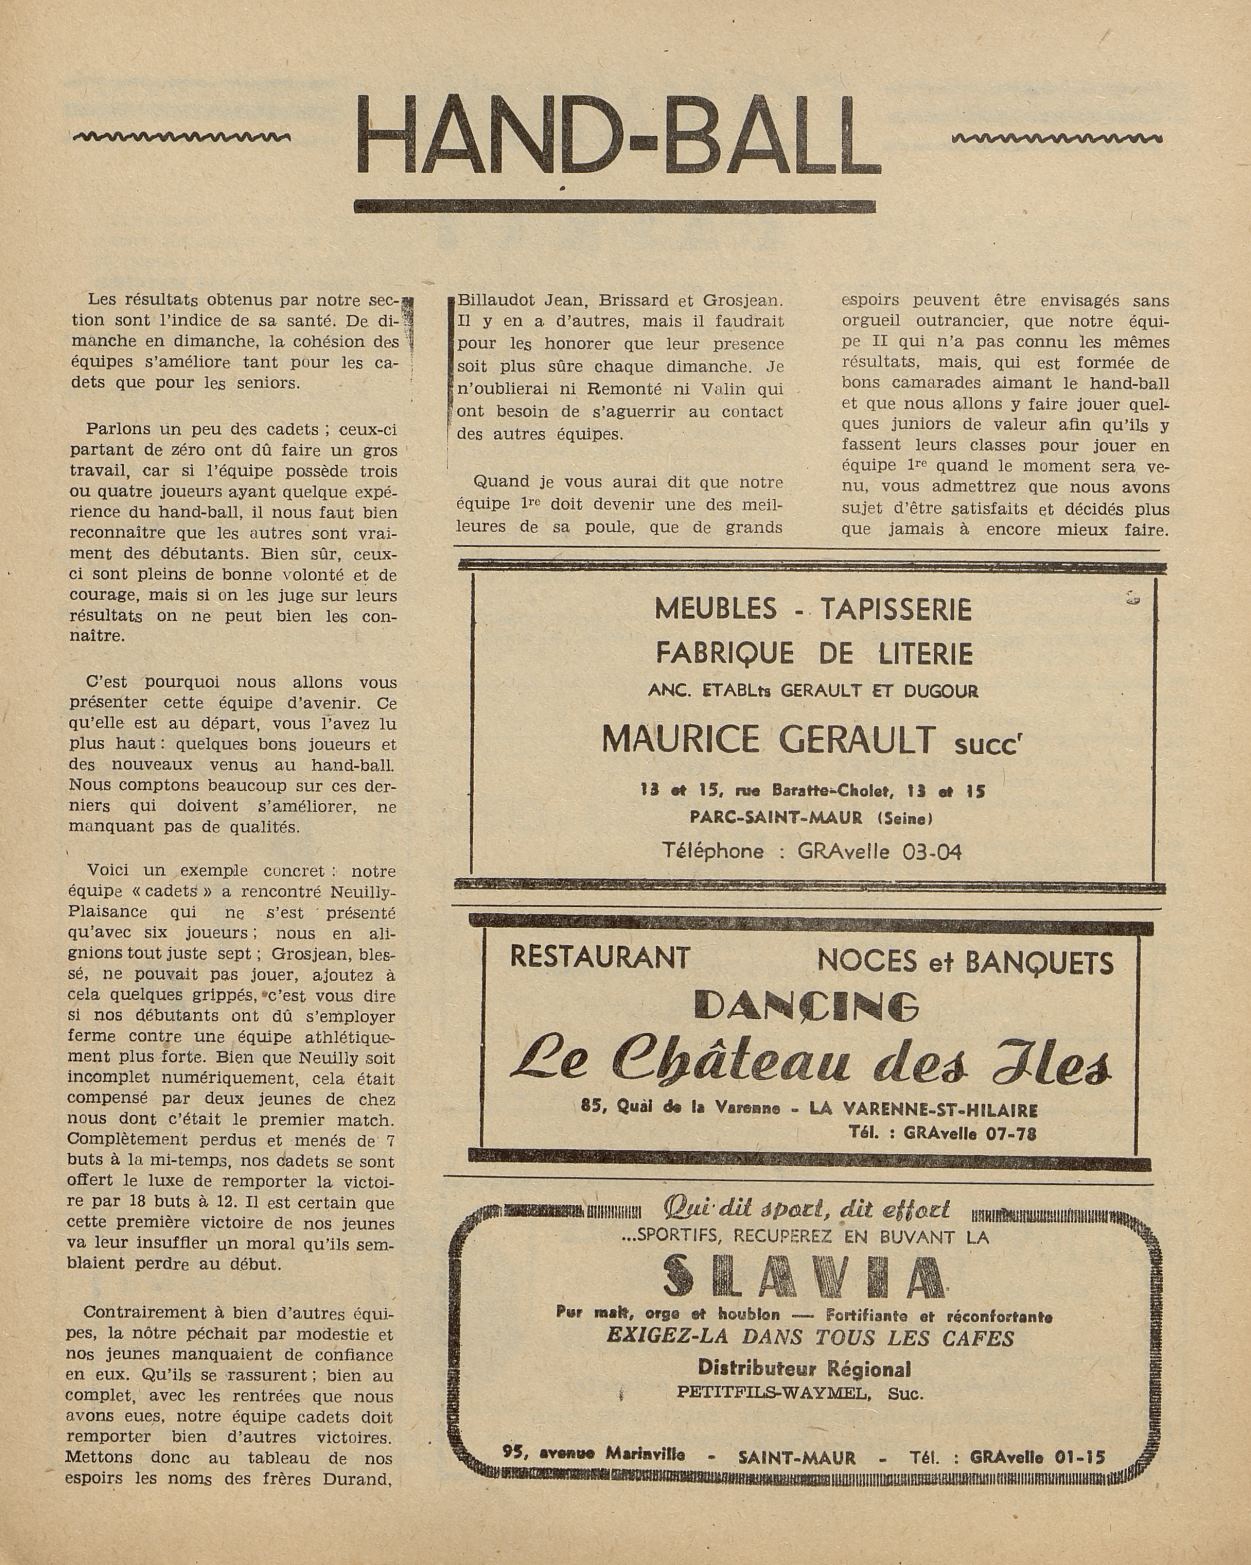 HAND-BALL
Les résultats obtenus par notre sec-
tion sont l'indice de sa santé. De di-
manche en dimanche, la cohésion des
équipes s'améliore tant pour les ca-
dets que pour les seniors.
Parlons un peu des cadets ; ceux-ci
partant de zéro ont dû faire un gros
travail, car si l'équipe possède trois
ou quatre joueurs ayant quelque expé-
rience du hand-ball, il nous faut bien
reconnaître que les autres sont vrai-
ment des débutants. Bien sûr, ceux-
ci sont pleins de bonne volonté et de
courage, mais si on les juge sur leurs
résultats on ne peut bien les con-
naître.
C'est pourquoi nous allons vous
présenter cette équipe d'avenir. Ce
qu'elle est au départ, vous l'avez lu
plus haut : quelques bons joueurs et
des nouveaux venus au hand-ball.
Nous comptons beaucoup sur ces der-
niers qui doivent s'améliorer, ne
manquant pas de qualités.
Voici un exemple concret : notre
équipe « cadets » a rencontré Neuilly-
Plaisance qui ne s'est présenté
qu'avec six joueurs ; nous en ali-
gnions tout juste sept ; Grosjean, bles-
sé, ne pouvait pas jouer, ajoutez à
cela quelques grippés, c'est vous dire
si nos débutants ont dû s'employer
ferme contre une équipe athlétique-
ment plus forte. Bien que Neuilly soit
incomplet numériquement, cela était
compensé par deux jeunes de chez
nous dont c'était le premier match.
Complètement perdus et menés de 7
buts à la mi-temps, nos cadets se sont
offert le luxe de remporter la victoi-
re par 18 buts à 12. Il est certain que
cette première victoire de nos jeunes
va leur insuffler un moral qu'ils sem-
blaient perdre au début.
Contrairement à bien d'autres équi-
pes, la nôtre péchait par modestie et
nos jeunes manquaient de confiance
en eux. Qu'ils se rassurent ; bien au
complet, avec les rentrées que nous
avons eues, notre équipe cadets doit
remporter bien d'autres victoires.
Mettons donc au tableau de nos
espoirs les noms des frères Durand,
Billaudot Jean, Brissard et Grosjean.
Il y en a d'autres, mais il faudrait
pour les honorer que leur presence
soit plus sûre chaque dimanche. Je
n'oublierai ni Remonté ni Valin qui
ont besoin de s'aguerrir au contact
des autres équipes.
Quand je vous aurai dit que notre
équipe 1re doit devenir une des meil-
leures de sa poule, que de grands
espoirs peuvent être envisagés sans
orgueil outrancier, que notre équi-
pe II qui n'a pas connu les mêmes
résultats, mais, qui est formée de
bons camarades aimant le hand-ball
et que nous allons y faire jouer quel-
ques juniors de valeur afin qu'ils y
fassent leurs classes pour jouer en
équipe 1re quand le moment sera ve-
nu, vous admettrez que nous avons
sujet d'être satisfaits et décidés plus
que jamais à encore mieux faire.
MEUBLES - TAPISSERIE
FABRIQUE DE LITERIE
ANC. ETABLts GERAULT ET DUGOUR
MAURICE GERAULT succr
13 et 15, rue Baratte-Cholet, 13 et 15
PARC-SAINT-MAUR (Seine)
Téléphone : GRAvelle 03-04
RESTAURANT NOCES et BANQUETS
DANCING
Le Château des Iles
85, Quai de la Varenne - LA VARENNE-ST-HILAIRE
Tél. : GRAvelle 07-78
Qui dit sport, dit effort
...SPORTIFS, RECUPEREZ EN BUVANT LA
SLAVIA
Pur malt, orge et houblon — Fortifiante et réconfortante
EXIGEZ-LA DANS TOUS LES CAFES
Distributeur Régional
PETITFILS-WAYMEL, Suc.
95, avenue Marinville - SAINT-MAUR - Tél. : GRAvelle 01-15